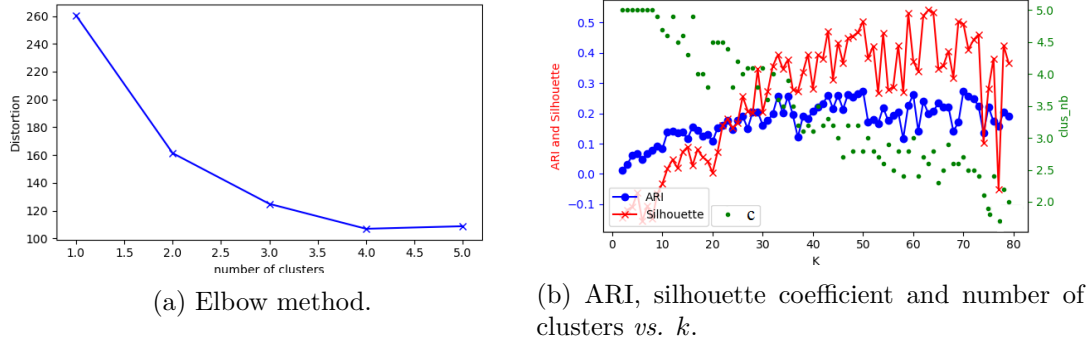 260
240
220
200
180
160
140
120
100
Distortion
1.0 1.5 2.0 2.5 3.0 3.5 4.0 4.5 5.0
number of clusters
(a) Elbow method.
0.5
0.4
0.3
0.2
0.1
0.0
−0.1
ARI and Silhouette
ARI
Silhouette
c
0 10 20 30 40 50 60 70 80
K
5.0
4.5
4.0
3.5
3.0
2.5
2.0
clus_nb
(b) ARI, silhouette coefficient and number of
clusters vs. k.